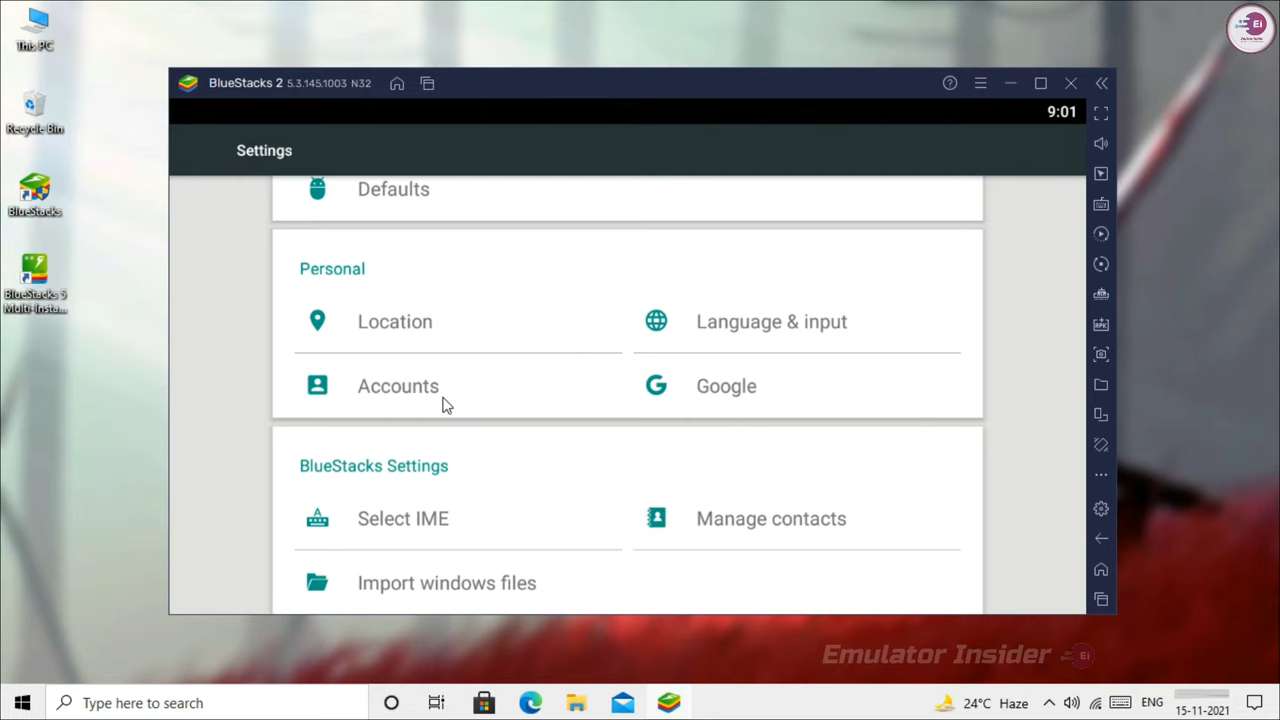 This PC
Recycle Bin
BlueStacks
BlueStacks 5
Multi-Insta...
Ei
BlueStacks 2 5.3.145.1003 N32
9:01
Settings
Defaults
Personal
Location
Language & input
Accounts
Google
BlueStacks Settings
Select IME
Manage contacts
Import windows files
Emulator Insider Ei
Type here to search
24°C Haze
ENG
15-11-2021